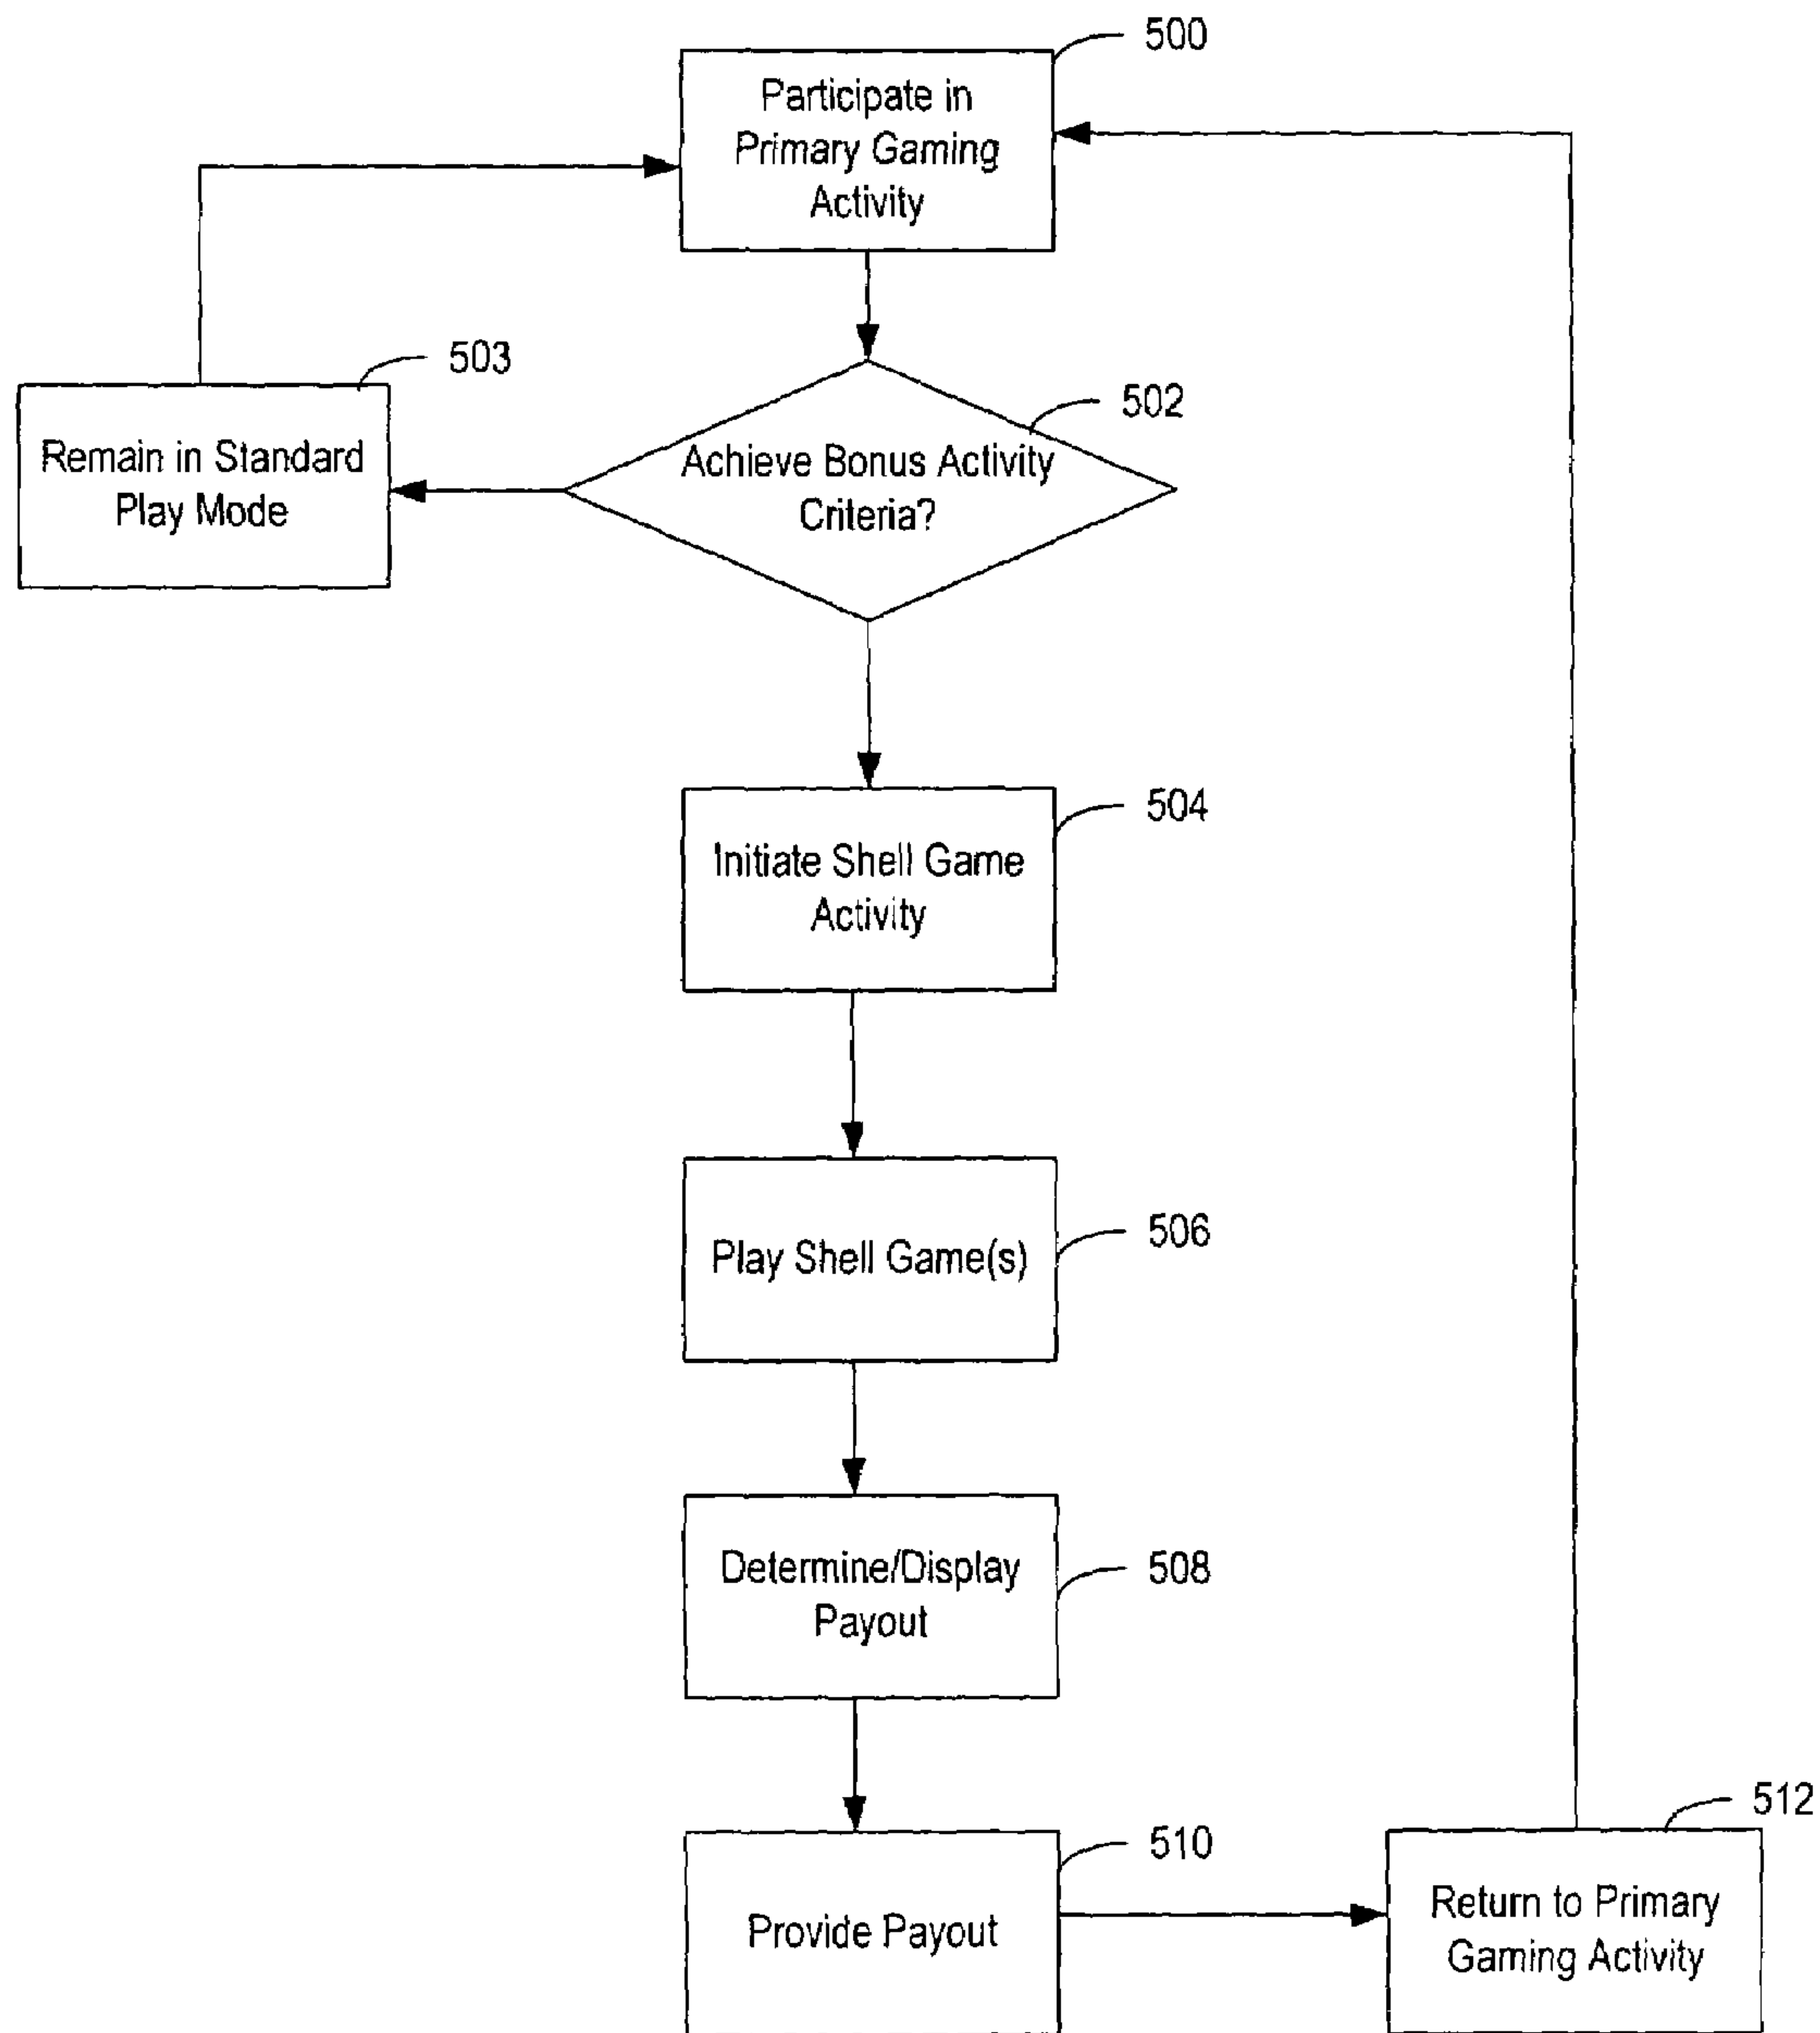 500
Participate in
Primary Gaming
Activity
503
Remain in Standard
Play Mode
502
Achieve Bonus Activity
Criteria?
504
Initiate Shell Game
Activity
506
Play Shell Game(s)
508
Determine/Display
Payout
510
Provide Payout
512
Return to Primary
Gaming Activity